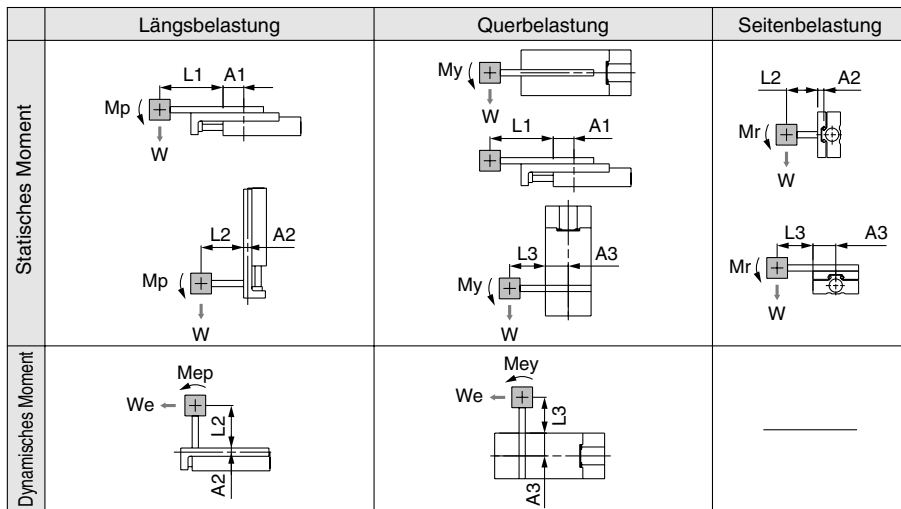 Längsbelastung
Querbelastung
Seitenbelastung
Statisches Moment
L1 A1
Mp
W
L2 A2
Mp
W
My
W
L1 A1
L3 A3
My
W
L2 A2
Mr
W
L3 A3
Mr
W
Dynamisches Moment
Mep
We
L2
A2
Mey
We
L3
A3